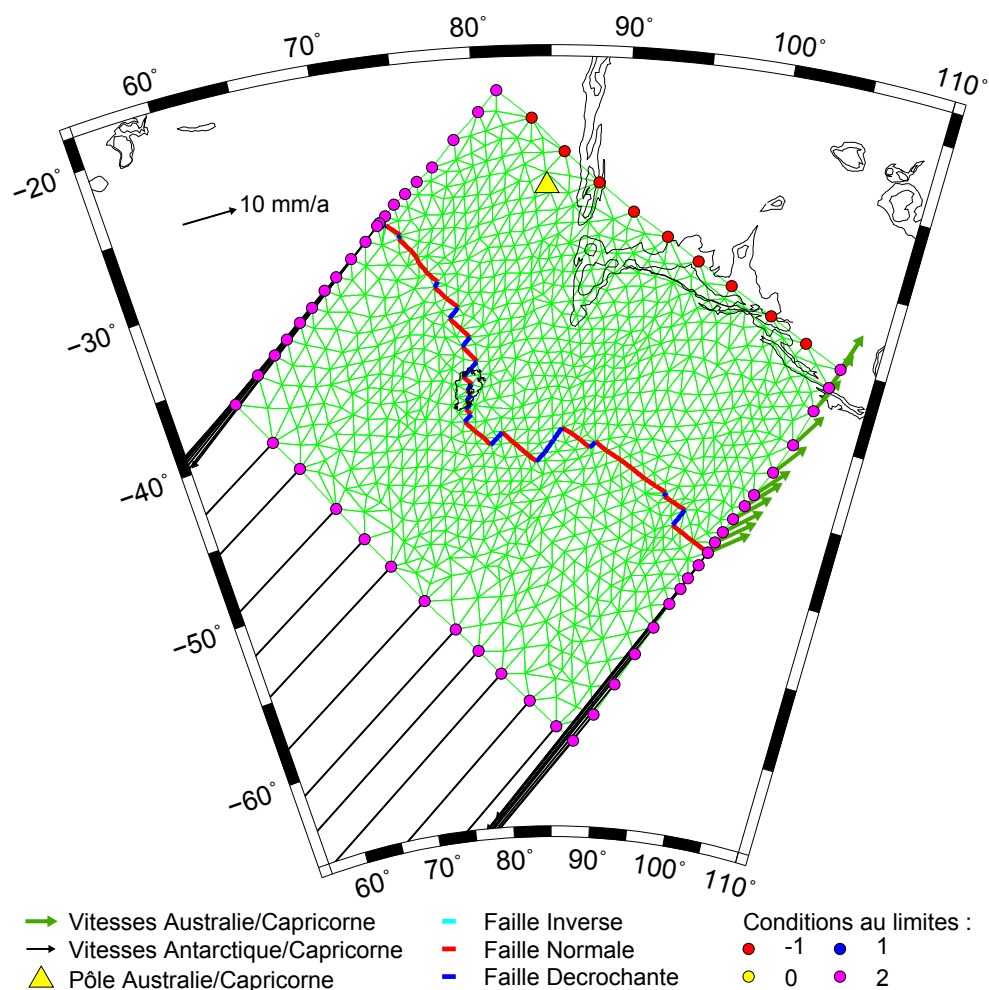 60° 70° 80° 90° 100° 110°
−20°
10 mm/a
−30°
−40°
−50°
−60°
60° 70° 80° 90° 100° 110°
Vitesses Australie/Capricorne
Vitesses Antarctique/Capricorne
Pôle Australie/Capricorne
Faille Inverse
Faille Normale
Faille Decrochante
Conditions au limites :
-1 1
0 2